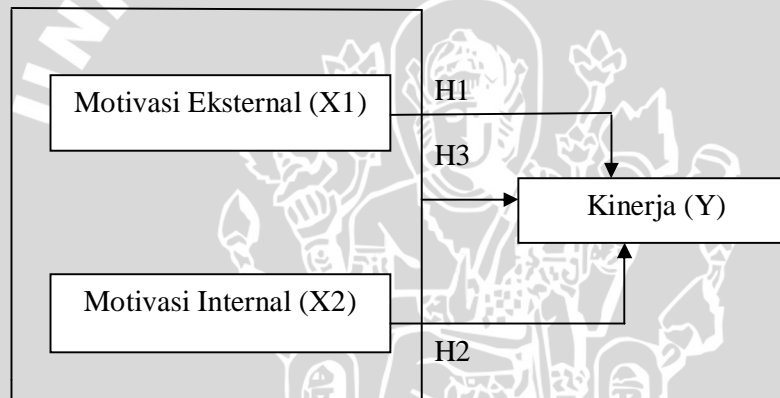 Motivasi Eksternal (X1)
H1
H3
Kinerja (Y)
Motivasi Internal (X2)
H2